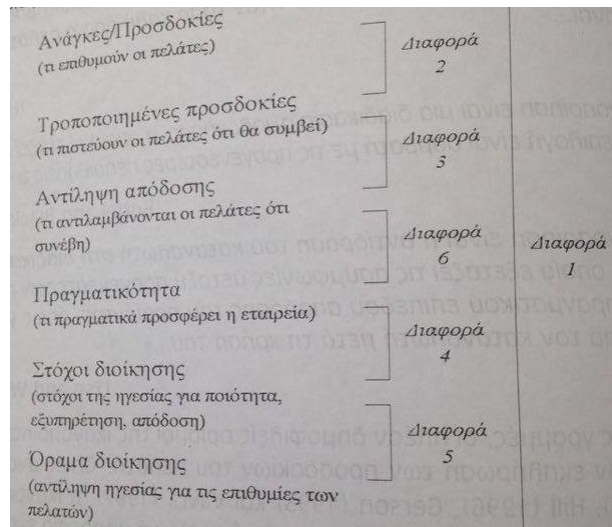 Ανάγκες/Προσδοκίες
(τι επιθυμούν οι πελάτες)
Διαφορά
2
Τροποποιημένες προσδοκίες
(τι πιστεύουν οι πελάτες ότι θα συμβεί)
Διαφορά
3
Αντίληψη απόδοσης
(τι αντιλαμβάνονται οι πελάτες ότι
συνέβη)
Διαφορά
6
Διαφορά
1
Πραγματικότητα
(τι πραγματικά προσφέρει η εταιρεία)
Διαφορά
4
Στόχοι διοίκησης
(στόχοι της ηγεσίας για ποιότητα,
εξυπηρέτηση. απόδοση)
Διαφορά
5
Όραμα διοίκησης
(αντίληψη ηγεσίας για τις επιθυμίες των
πελατών)